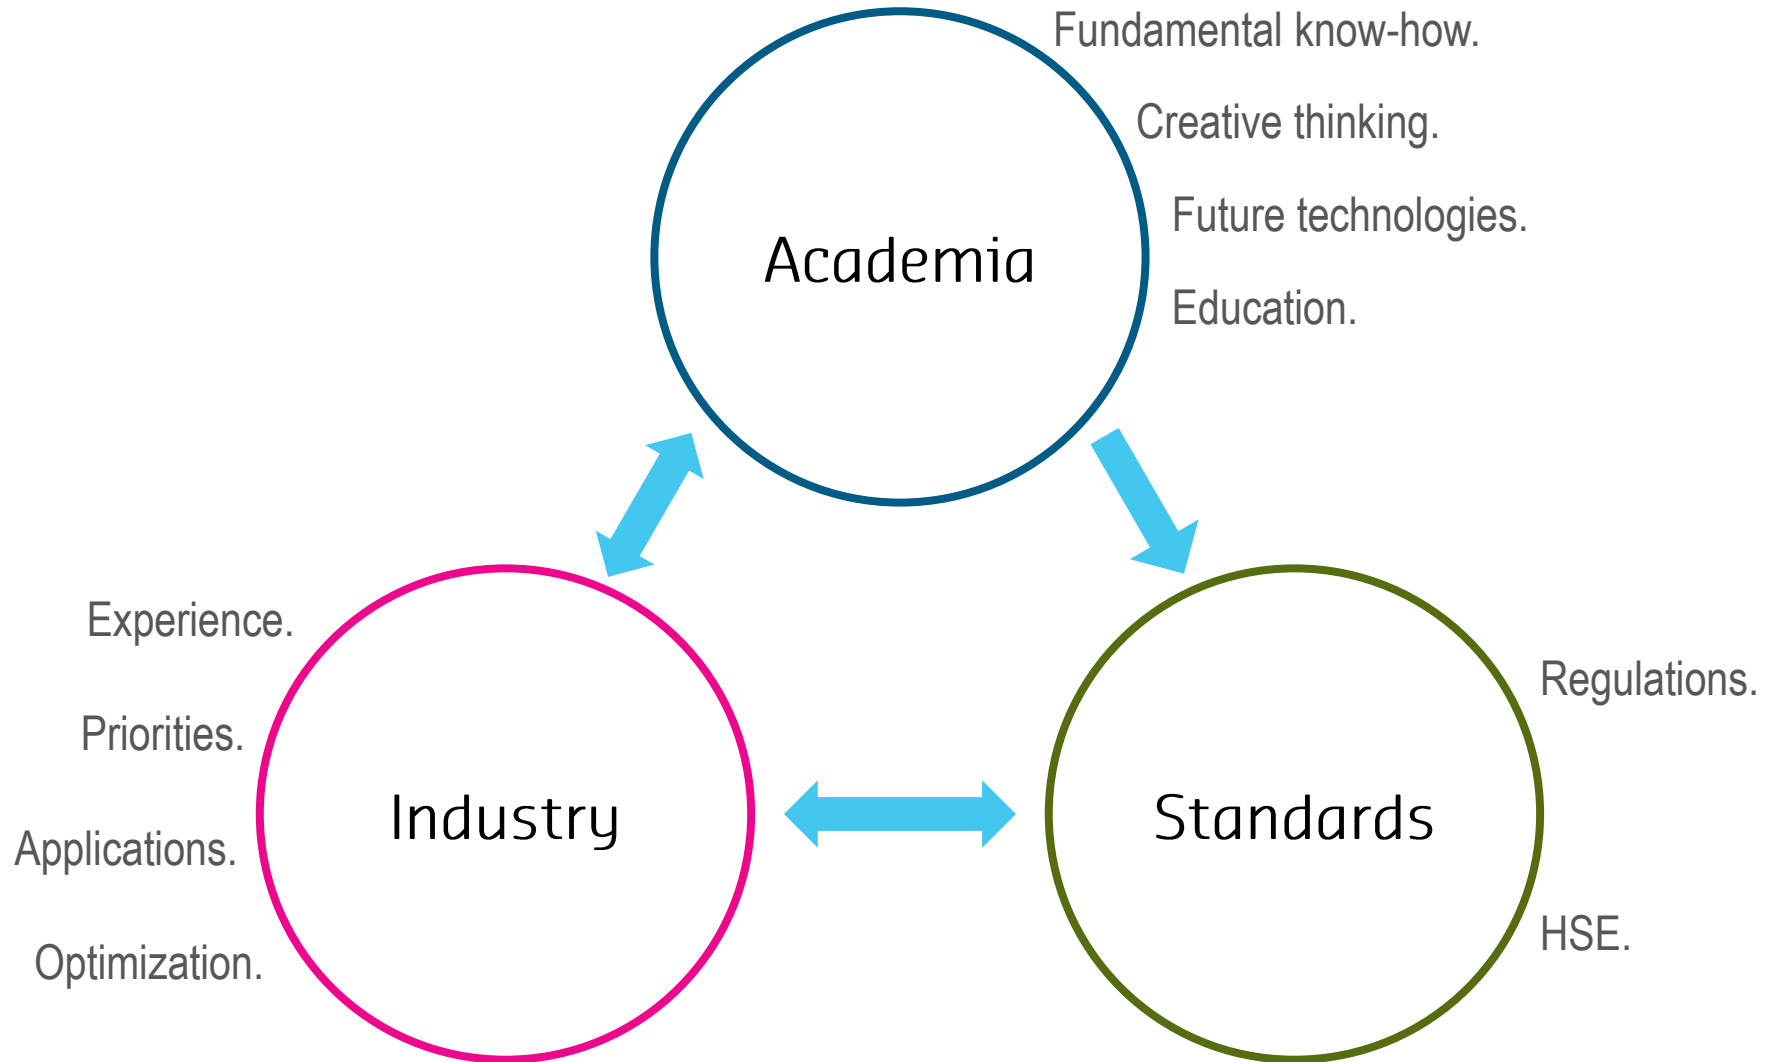 Fundamental know-how.
Creative thinking.
Future technologies.
Academia
Education.
Experience.
Regulations.
Priorities.
Industry
Standards
Applications.
HSE.
Optimization.